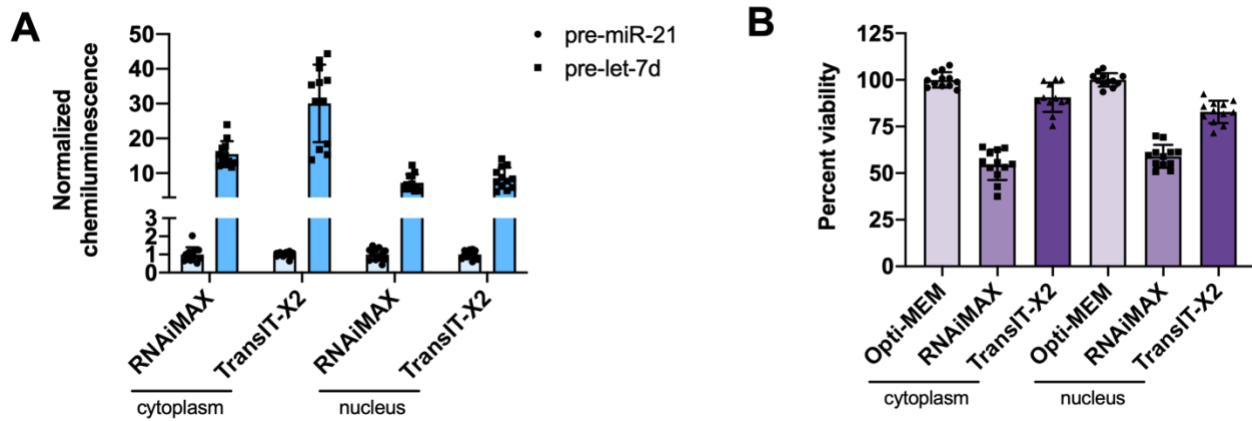 A
Normalized
chemiluminescence
50
40
30
20
10
3
2
1
0
pre-miR-21
pre-let-7d
RNAiMAX
TransIT-X2
RNAiMAX
TransIT-X2
cytoplasm
nucleus
B
Percent viability
125
100
75
50
25
0
Opti-MEM
RNAiMAX
TransIT-X2
Opti-MEM
RNAiMAX
TransIT-X2
cytoplasm
nucleus